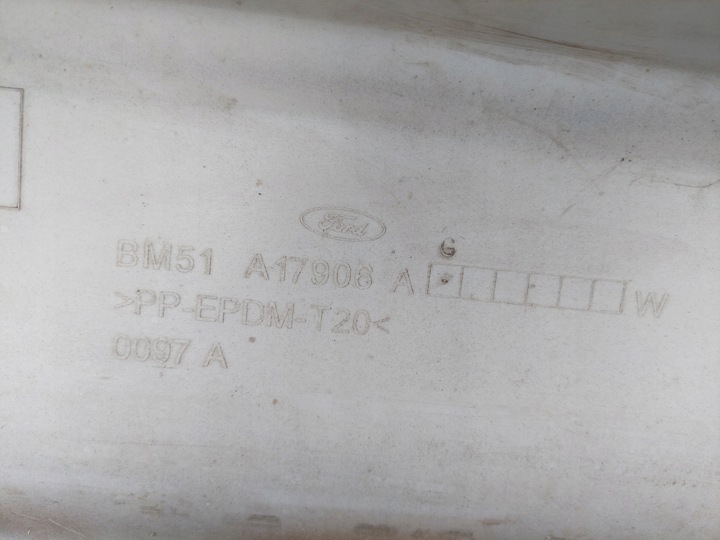 Ford
G
BM51 A17906 A W
>PP-EPDM-T20<
0097 A